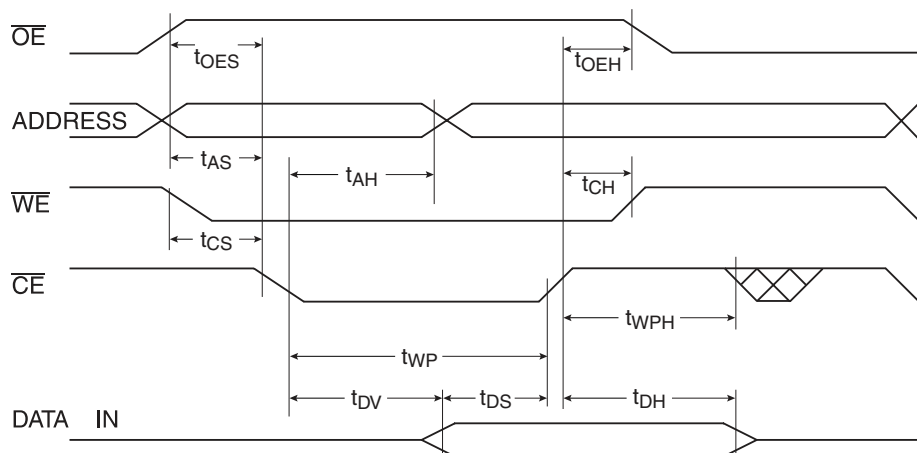 OE
tOES
tOEH
ADDRESS
tAS
tAH
tCH
WE
tCS
CE
tWPH
tWP
tDV
tDS
tDH
DATA IN